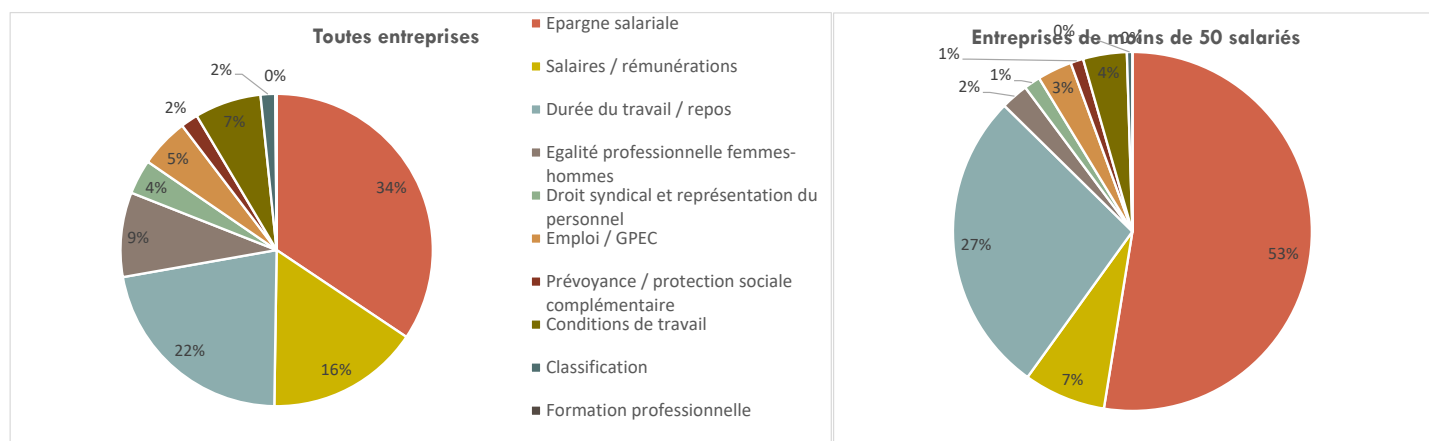 Toutes entreprises
34%
16%
22%
9%
4%
5%
2%
7%
2%
0%
Epargne salariale
Salaires / rémunérations
Durée du travail / repos
Egalité professionnelle femmes-
hommes
Droit syndical et représentation du
personnel
Emploi / GPEC
Prévoyance / protection sociale
complémentaire
Conditions de travail
Classification
Formation professionnelle
Entreprises de moins de 50 salariés
53%
7%
27%
2%
1%
3%
1%
4%
0%
0%